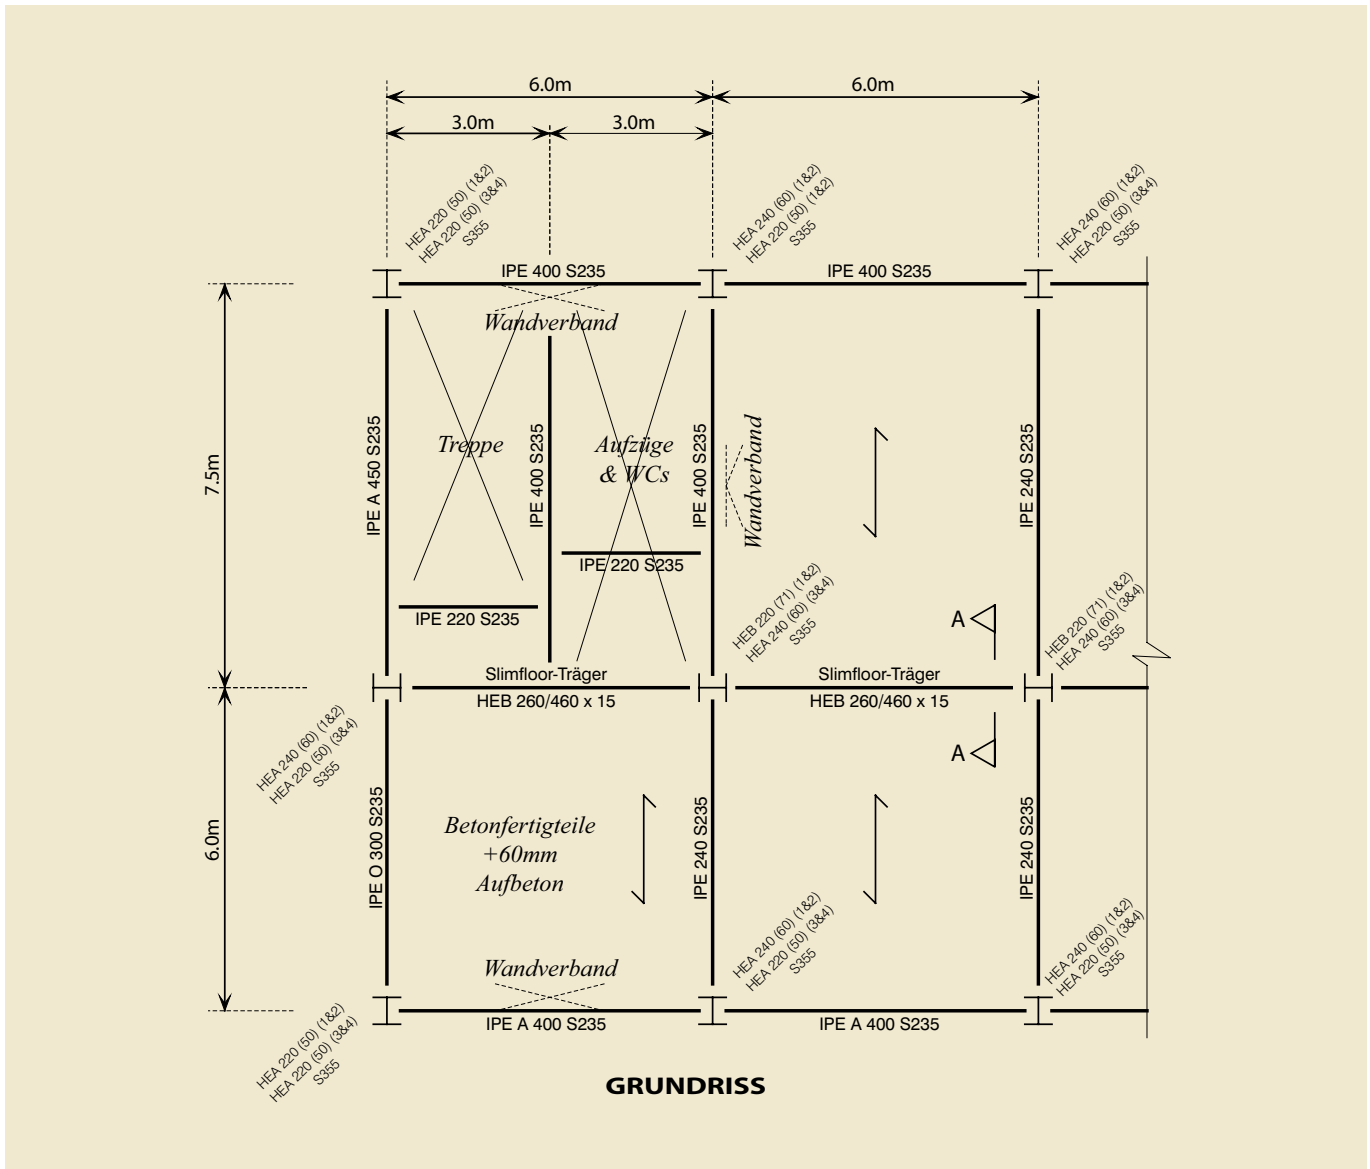 6.0m
6.0m
3.0m
3.0m
HEA 220 (50) (1&2)
HEA 220 (50) (3&4)
S355
HEA 240 (60) (1&2)
HEA 220 (50) (1&2)
S355
HEA 240 (60) (1&2)
HEA 220 (50) (3&4)
S355
IPE 400 S235
IPE 400 S235
Wandverband
7.5m
IPE A 450 S235
Treppe
IPE 400 S235
Aufzüge
& WCs
IPE 400 S235
Wandverband
IPE 240 S235
IPE 220 S235
IPE 220 S235
HEB 220 (71) (1&2)
HEA 240 (60) (3&4)
S355
A
HEB 220 (71) (1&2)
HEA 240 (60) (3&4)
S355
Slimfloor-Träger
HEB 260/460 x 15
Slimfloor-Träger
HEB 260/460 x 15
HEA 240 (60) (1&2)
HEA 220 (50) (3&4)
S355
A
6.0m
IPE O 300 S235
Betonfertigteile
+60mm
Aufbeton
IPE 240 S235
IPE 240 S235
HEA 240 (60) (1&2)
HEA 220 (50) (3&4)
S355
HEA 240 (60) (1&2)
HEA 220 (50) (3&4)
S355
Wandverband
IPE A 400 S235
IPE A 400 S235
HEA 220 (50) (1&2)
HEA 220 (50) (3&4)
S355
GRUNDRISS